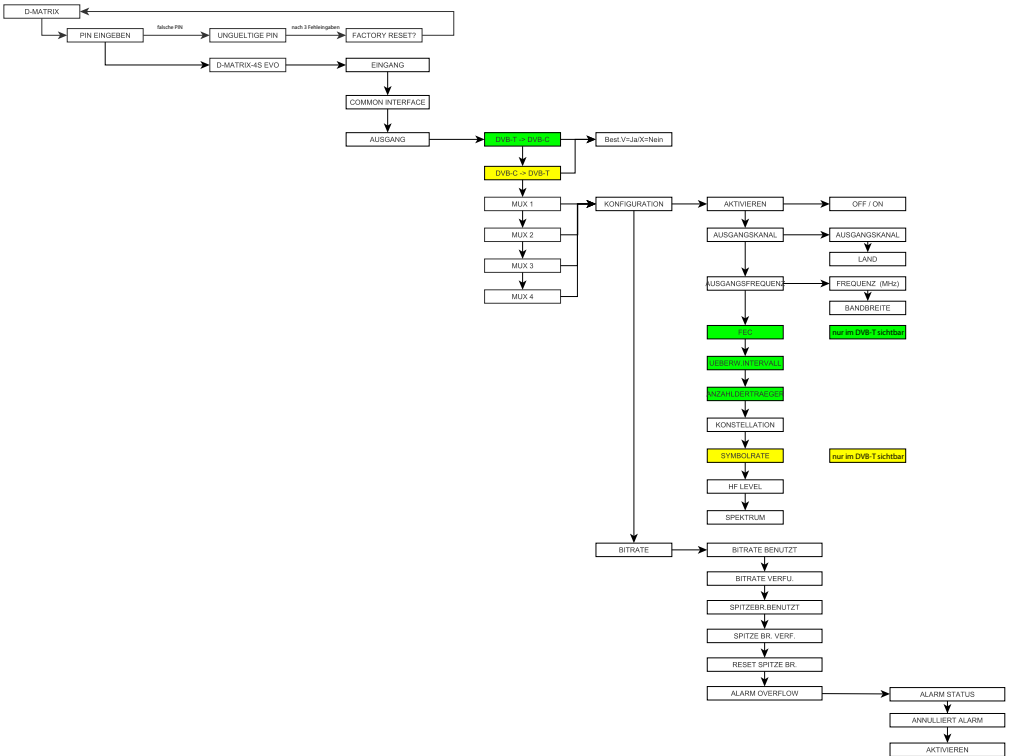 D-MATRIX
PIN EINGEBEN
falsche PIN
UNGUELTIGE PIN
nach 3 Fehleingaben
FACTORY RESET?
D-MATRIX-4S EVO
EINGANG
COMMON INTERFACE
AUSGANG
DVB-T -> DVB-C
Best.V=Ja/X=Nein
DVB-C -> DVB-T
MUX 1
KONFIGURATION
AKTIVIEREN
OFF / ON
MUX 2
AUSGANGSKANAL
AUSGANGSKANAL
LAND
MUX 3
AUSGANGSFREQUENZ
FREQUENZ (MHz)
MUX 4
BANDBREITE
FEC
nur im DVB-T sichtbar
UEBERW.INTERVALL
ANZAHLDERTRAEGER
KONSTELLATION
SYMBOLRATE
nur im DVB-T sichtbar
HF LEVEL
SPEKTRUM
BITRATE
BITRATE BENUTZT
BITRATE VERFU.
SPITZEBR.BENUTZT
SPITZE BR. VERF.
RESET SPITZE BR.
ALARM OVERFLOW
ALARM STATUS
ANNULLIERT ALARM
AKTIVIEREN